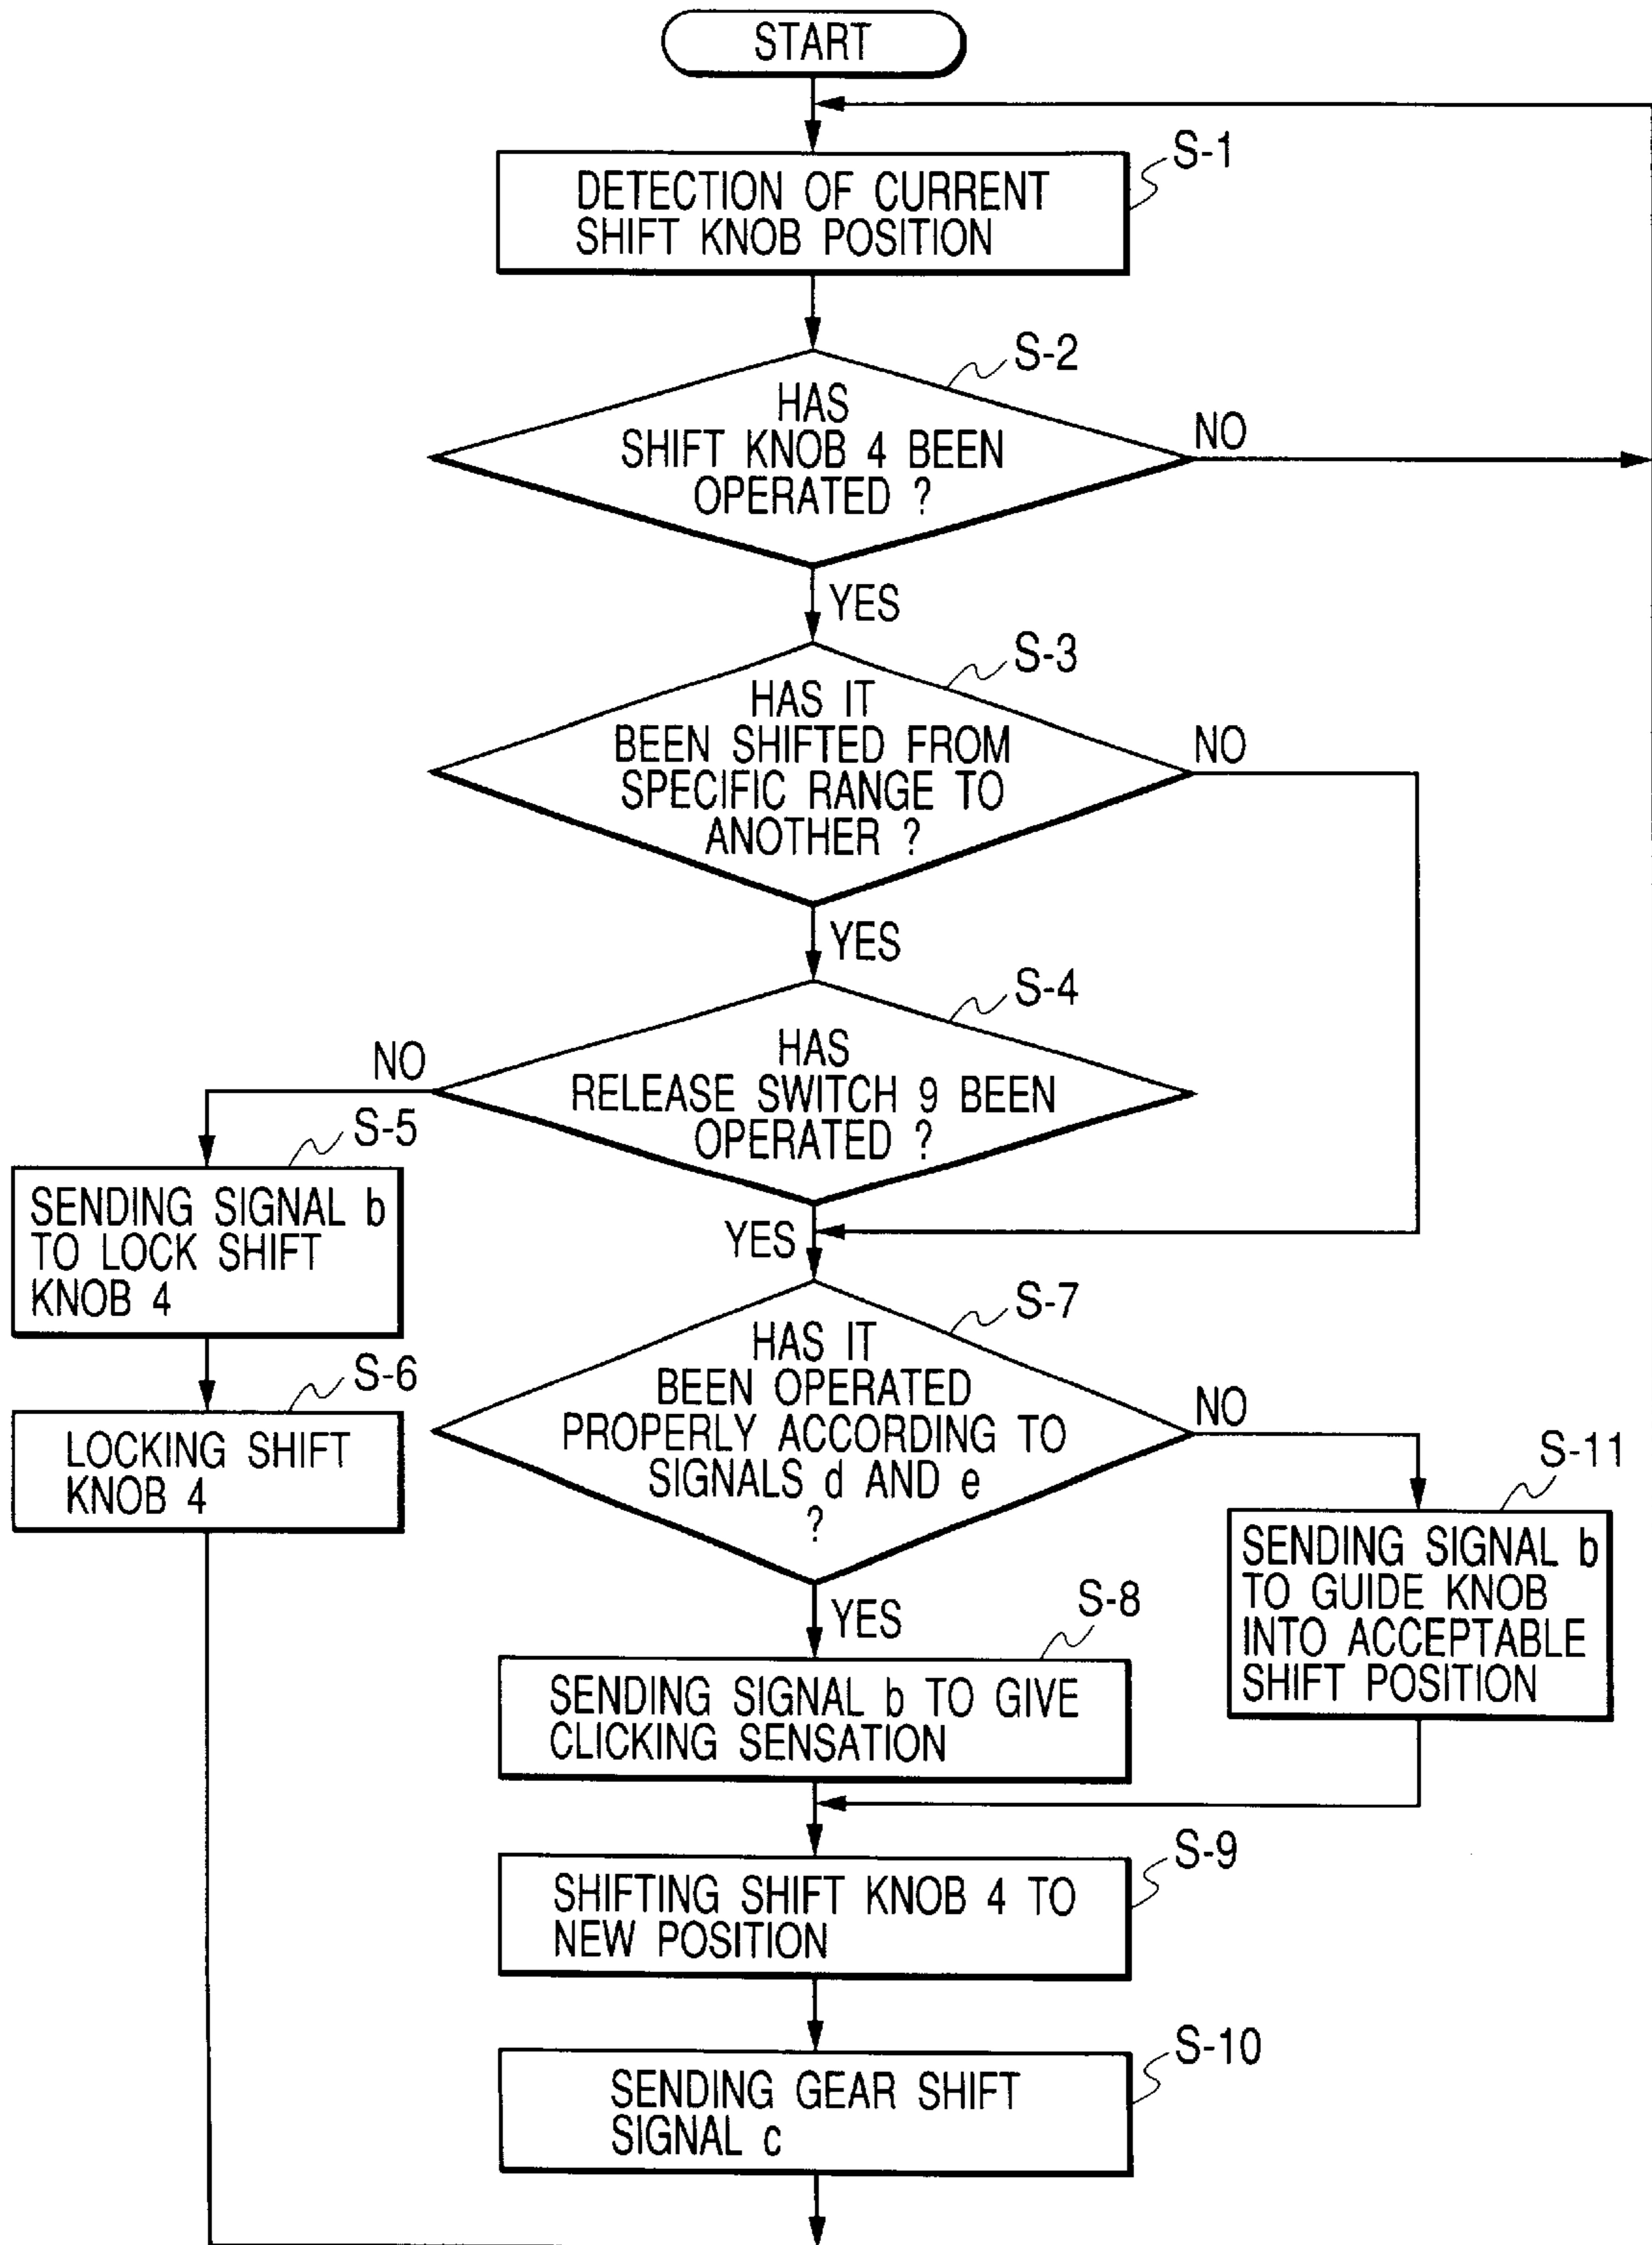 START
S-1
DETECTION OF CURRENT
SHIFT KNOB POSITION
S-2
HAS
SHIFT KNOB 4 BEEN
OPERATED ?
NO
YES
S-3
HAS IT
BEEN SHIFTED FROM
SPECIFIC RANGE TO
ANOTHER ?
NO
YES
S-4
HAS
RELEASE SWITCH 9 BEEN
OPERATED ?
NO
YES
S-5
SENDING SIGNAL b
TO LOCK SHIFT
KNOB 4
S-6
LOCKING SHIFT
KNOB 4
S-7
HAS IT
BEEN OPERATED
PROPERLY ACCORDING TO
SIGNALS d AND e
?
NO
YES
S-11
SENDING SIGNAL b
TO GUIDE KNOB
INTO ACCEPTABLE
SHIFT POSITION
S-8
SENDING SIGNAL b TO GIVE
CLICKING SENSATION
S-9
SHIFTING SHIFT KNOB 4 TO
NEW POSITION
S-10
SENDING GEAR SHIFT
SIGNAL c